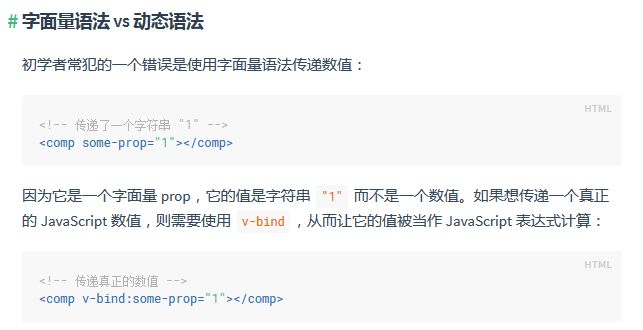 # 字面量语法 vs 动态语法
初学者常犯的一个错误是使用字面量语法传递数值：
HTML
<!-- 传递了一个字符串 "1" -->
<comp some-prop="1"></comp>
因为它是一个字面量 prop，它的值是字符串 "1" 而不是一个数值。如果想传递一个真正
的 JavaScript 数值，则需要使用 v-bind ，从而让它的值被当作 JavaScript 表达式计算：
HTML
<!-- 传递真正的数值 -->
<comp v-bind:some-prop="1"></comp>